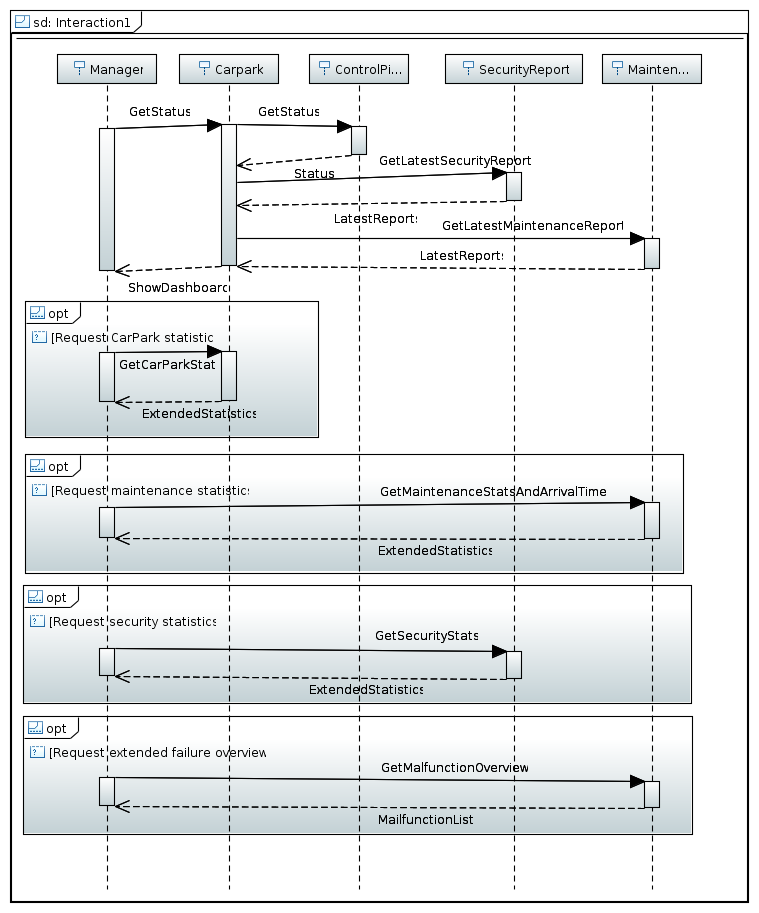 sd: Interaction1
Manager
Carpark
ControlPi...
SecurityReport
Mainten...
GetStatus
GetStatus
GetLatestSecurityReport
Status
LatestReports
GetLatestMaintenanceReport
LatestReports
ShowDashboard
opt
[Request CarPark statistic
GetCarParkStat
ExtendedStatistics
opt
[Request maintenance statistics
GetMaintenanceStatsAndArrivalTime
ExtendedStatistics
opt
[Request security statistics
GetSecurityStats
ExtendedStatistics
opt
[Request extended failure overview
GetMalfunctionOverview
MailfunctionList